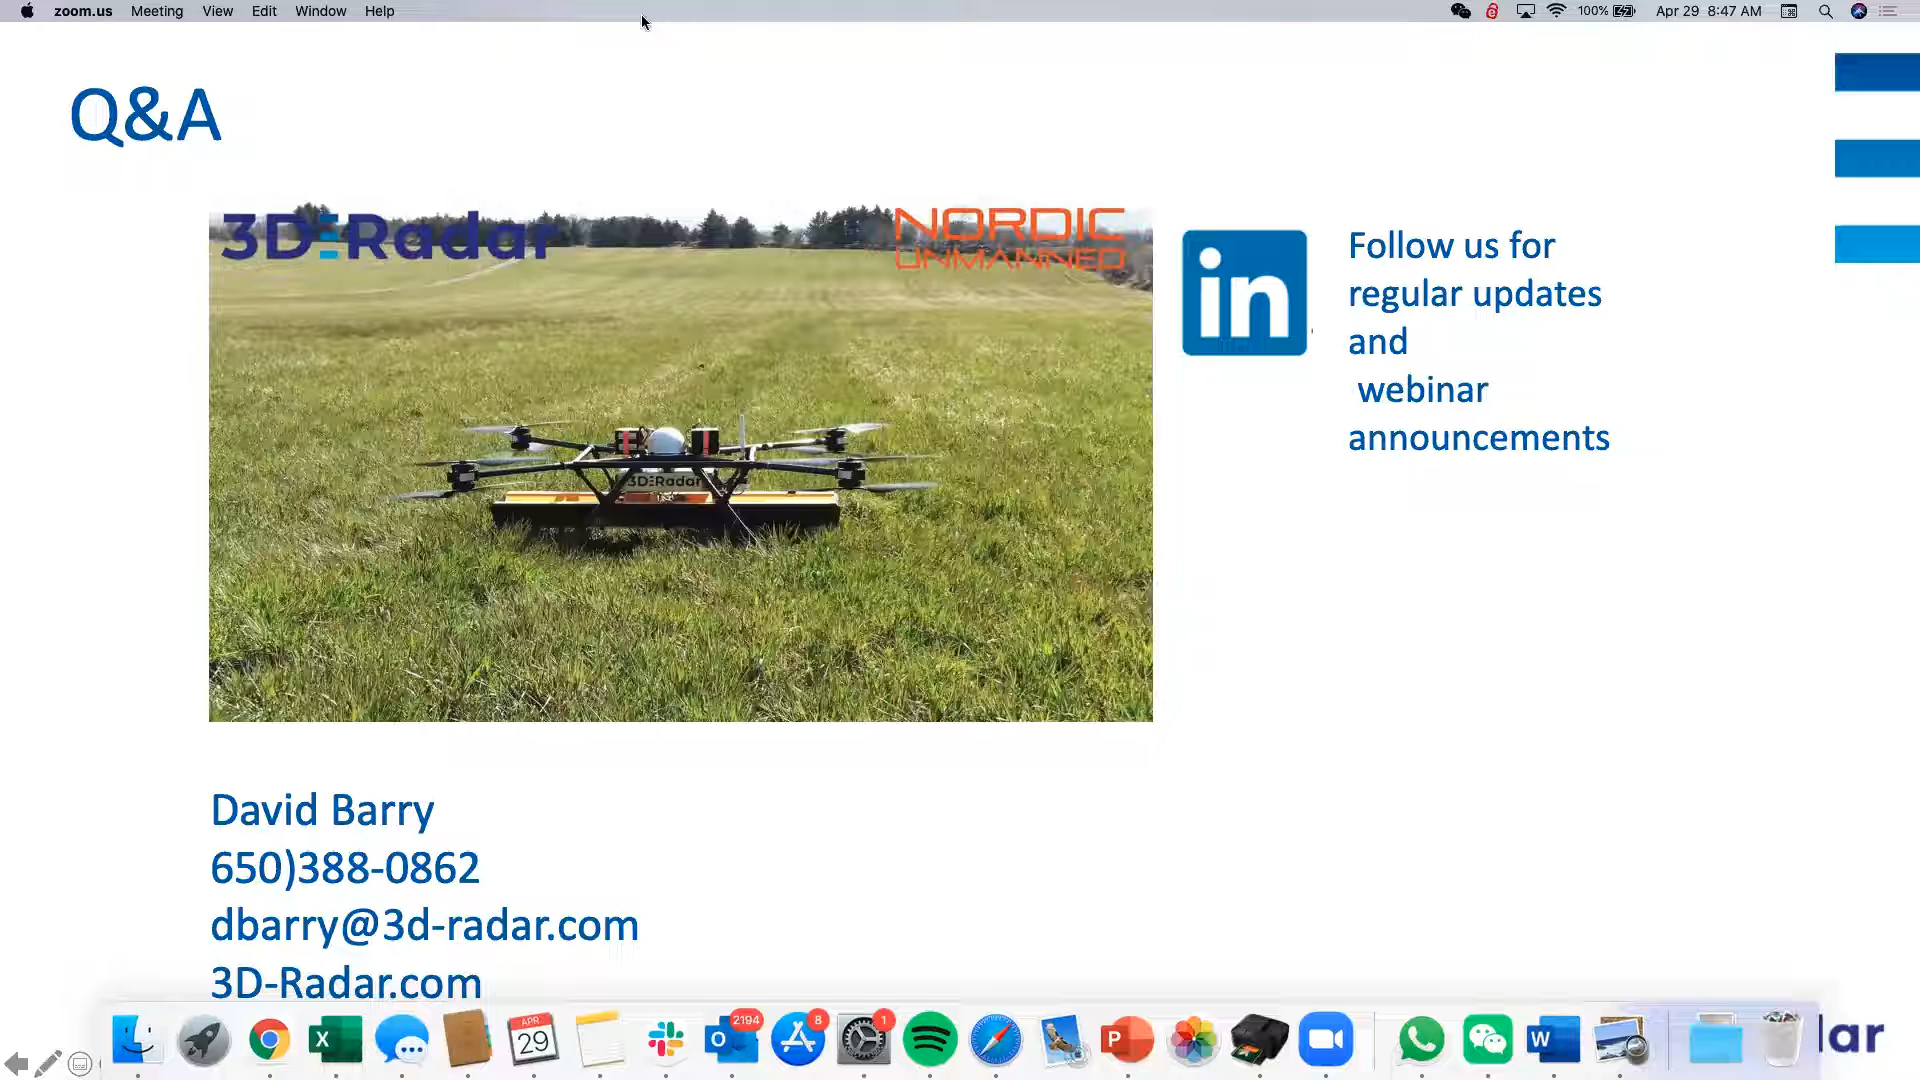 zoom.us Meeting View Edit Window Help 100% Apr 29 8:47 AM
Q&A
3D-Radar
NORDIC
UNMANNED
in
Follow us for
regular updates
and
webinar
announcements
3D-Radar
David Barry
650)388-0862
dbarry@3d-radar.com
3D-Radar.com
X
APR
29
2194
O
8
1
P
W
dar